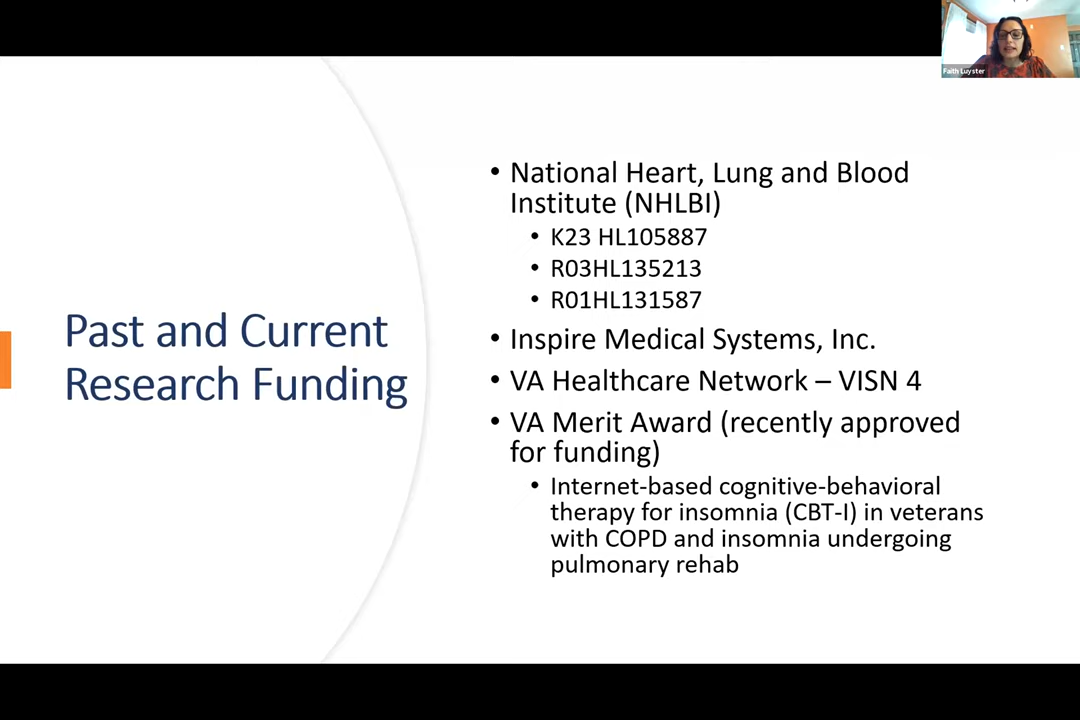 Faith Luyster
Past and Current
Research Funding
• National Heart, Lung and Blood
Institute (NHLBI)
• K23 HL105887
• R03HL135213
• R01HL131587
• Inspire Medical Systems, Inc.
• VA Healthcare Network – VISN 4
• VA Merit Award (recently approved
for funding)
• Internet-based cognitive-behavioral
therapy for insomnia (CBT-I) in veterans
with COPD and insomnia undergoing
pulmonary rehab